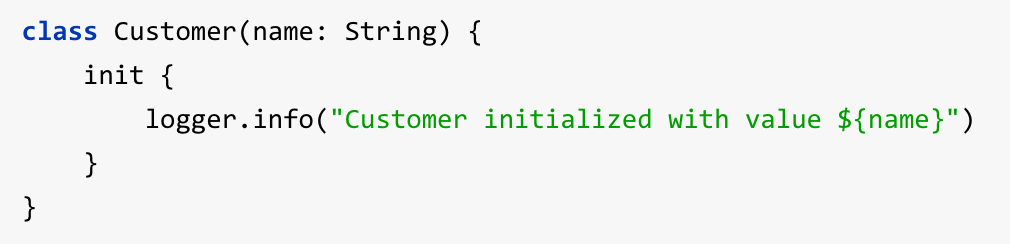 class Customer(name: String) {
    init {
        logger.info("Customer initialized with value ${name}")
    }
}